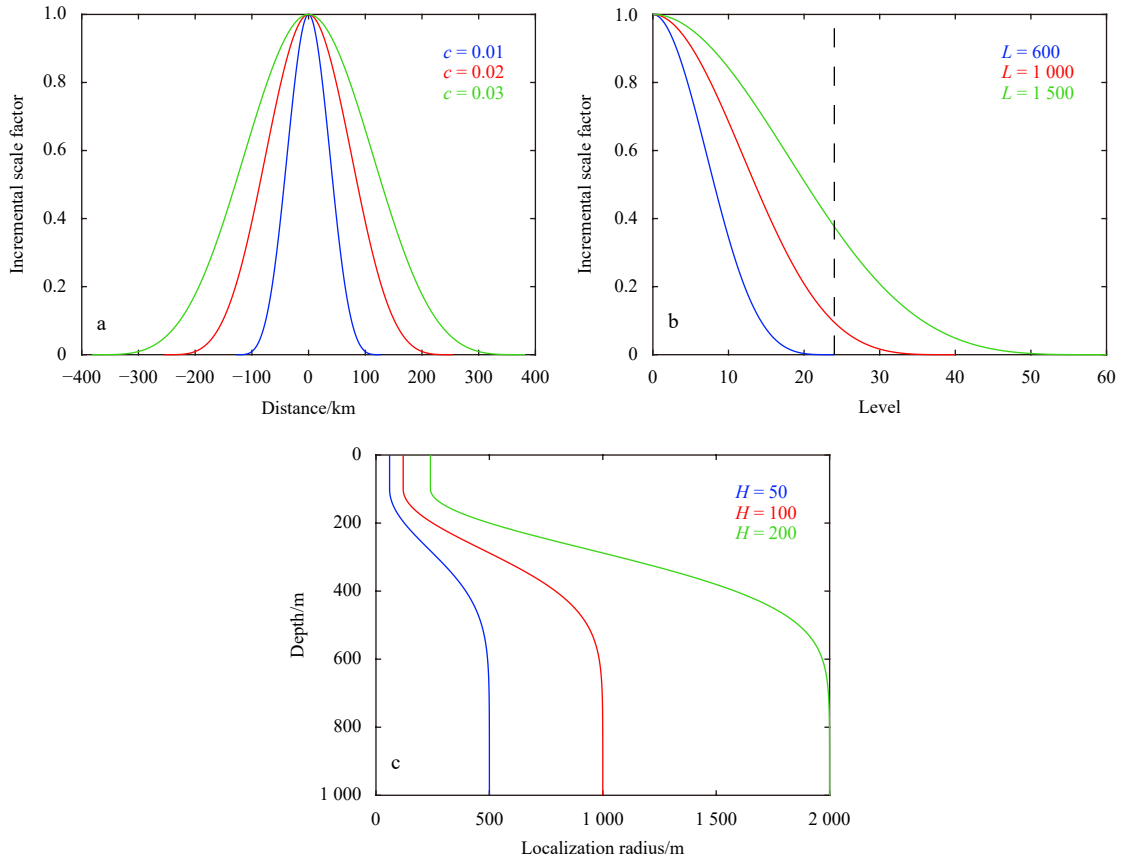 1.0
0.8
0.6
0.4
0.2
0
Incremental scale factor
c = 0.01
c = 0.02
c = 0.03
a
−400 −300 −200 −100 0 100 200 300 400
Distance/km
1.0
0.8
0.6
0.4
0.2
0
Incremental scale factor
L = 600
L = 1 000
L = 1 500
b
0 10 20 30 40 50 60
Level
0
200
400
600
800
1 000
Depth/m
H = 50
H = 100
H = 200
c
0 500 1 000 1 500 2 000
Localization radius/m